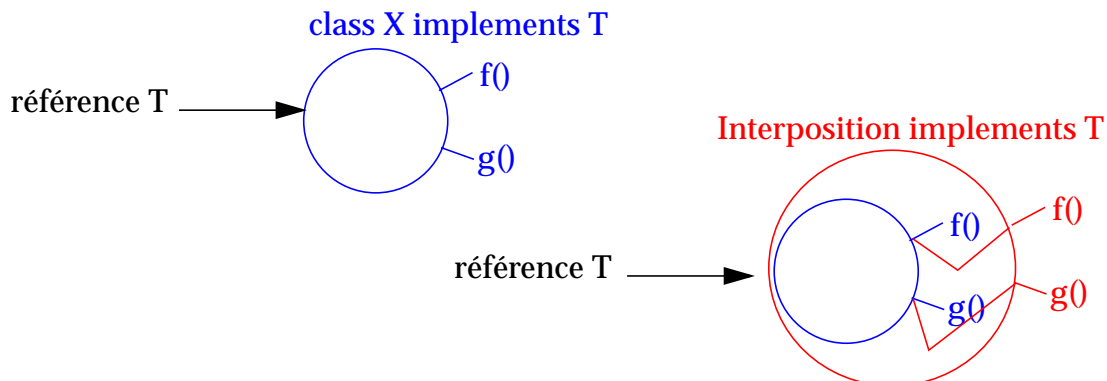 class X implements T
f()
référence T
g()
Interposition implements T
f()
f()
référence T
g()
g()